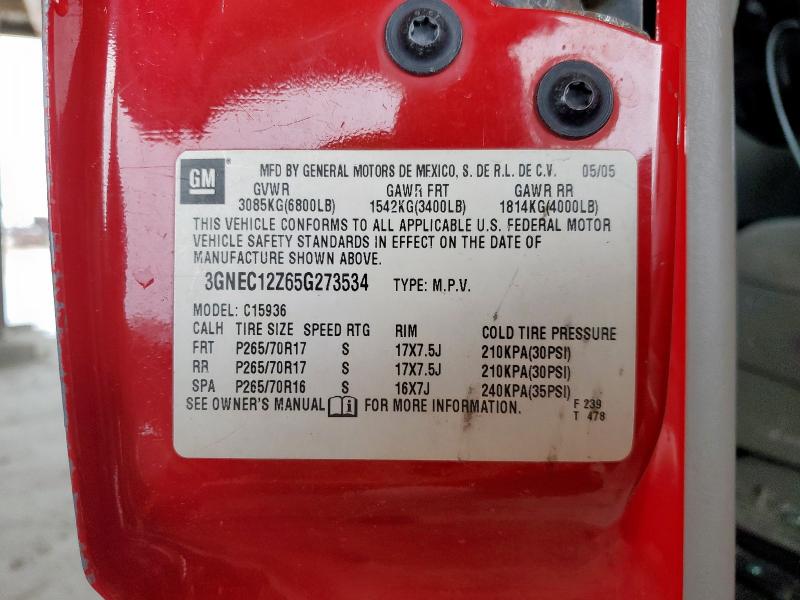 GM® MFD BY GENERAL MOTORS DE MEXICO, S. DE R.L. DE C.V. 05/05
GVWR GAWR FRT GAWR RR
3085KG(6800LB) 1542KG(3400LB) 1814KG(4000LB)
THIS VEHICLE CONFORMS TO ALL APPLICABLE U.S. FEDERAL MOTOR
VEHICLE SAFETY STANDARDS IN EFFECT ON THE DATE OF
MANUFACTURE SHOWN ABOVE.
3GNEC12Z65G273534 TYPE: M.P.V.
MODEL: C15936
CALH TIRE SIZE SPEED RTG RIM COLD TIRE PRESSURE
FRT P265/70R17 S 17X7.5J 210KPA(30PSI)
RR P265/70R17 S 17X7.5J 210KPA(30PSI)
SPA P265/70R16 S 16X7J 240KPA(35PSI)
SEE OWNER'S MANUAL FOR MORE INFORMATION. F 239
T 478